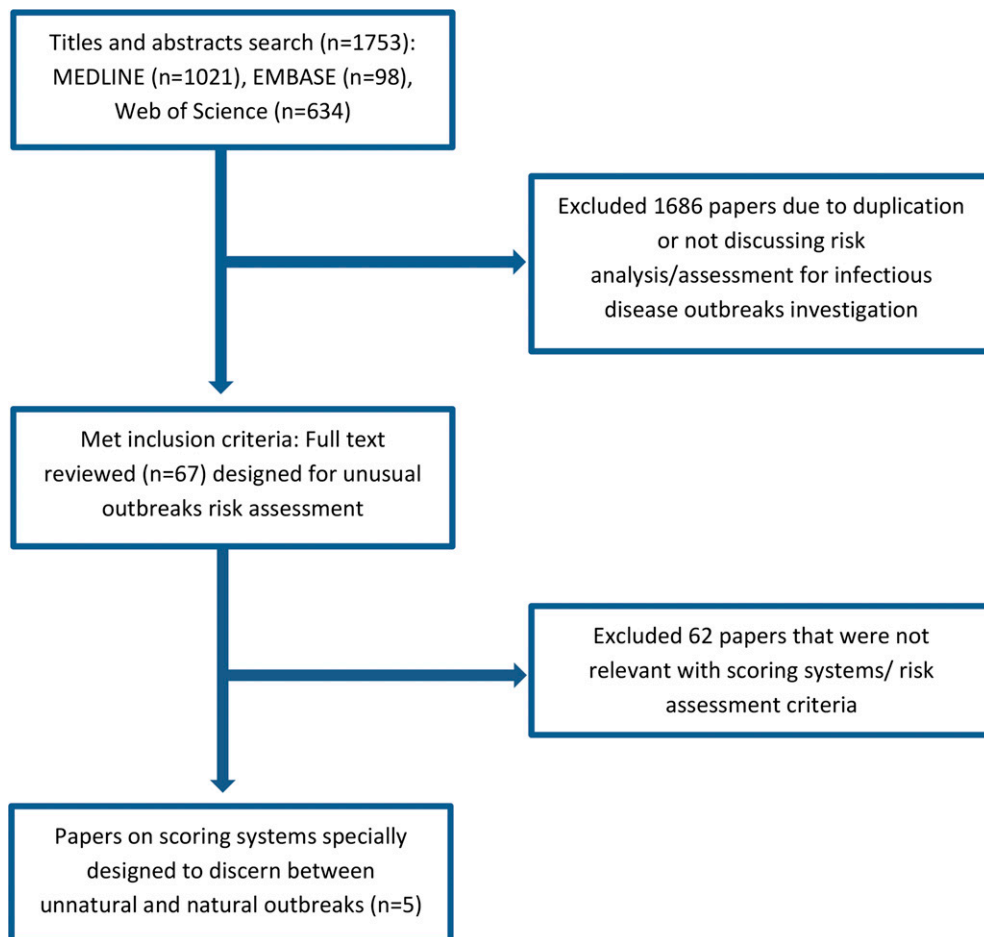 Titles and abstracts search (n=1753):
MEDLINE (n=1021), EMBASE (n=98),
Web of Science (n=634)
Excluded 1686 papers due to duplication
or not discussing risk
analysis/assessment for infectious
disease outbreaks investigation
Met inclusion criteria: Full text
reviewed (n=67) designed for unusual
outbreaks risk assessment
Excluded 62 papers that were not
relevant with scoring systems/ risk
assessment criteria
Papers on scoring systems specially
designed to discern between
unnatural and natural outbreaks (n=5)